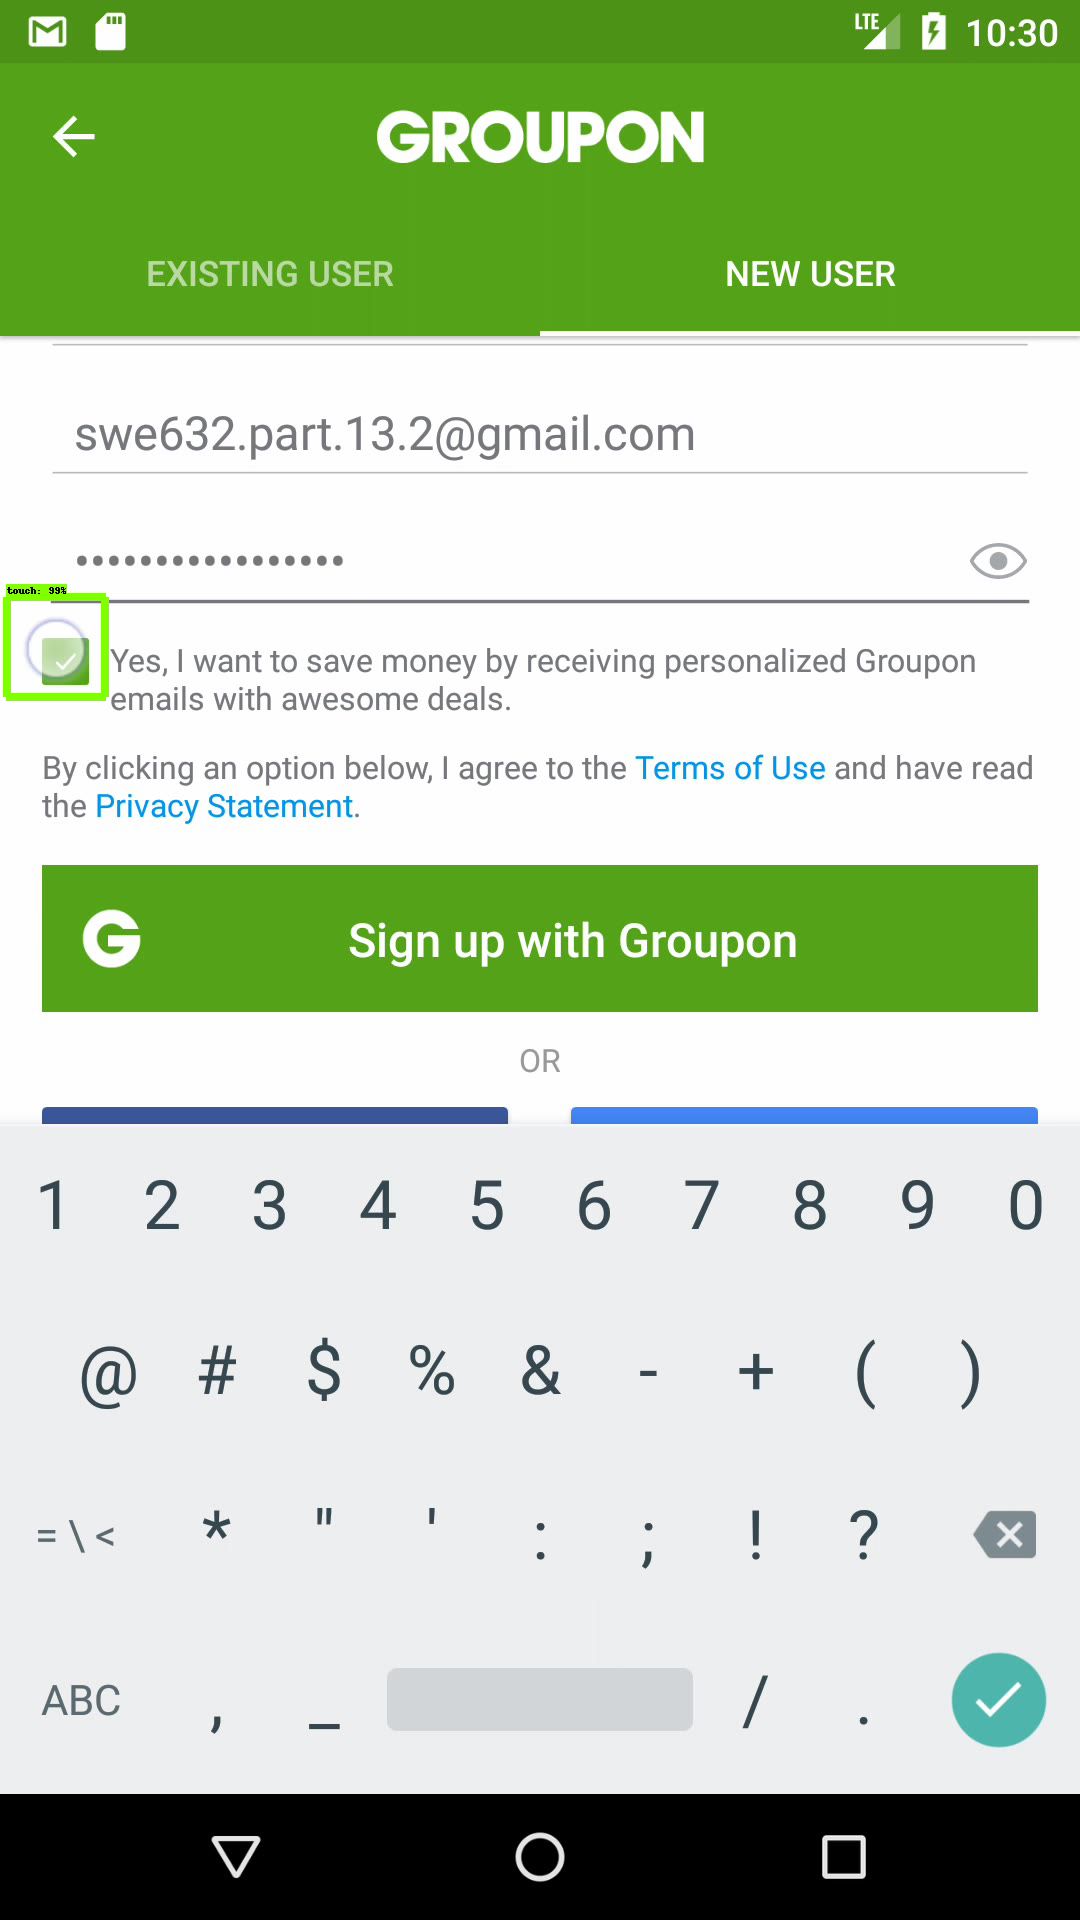 LTE 10:30
GROUPON
EXISTING USER NEW USER
swe632.part.13.2@gmail.com
••••••••••••••••
touch: 99%
Yes, I want to save money by receiving personalized Groupon
emails with awesome deals.
By clicking an option below, I agree to the Terms of Use and have read
the Privacy Statement.
G Sign up with Groupon
OR
1 2 3 4 5 6 7 8 9 0
@ # $ % & - + ( )
= \ < * " ' : ; ! ?
ABC , _ / .